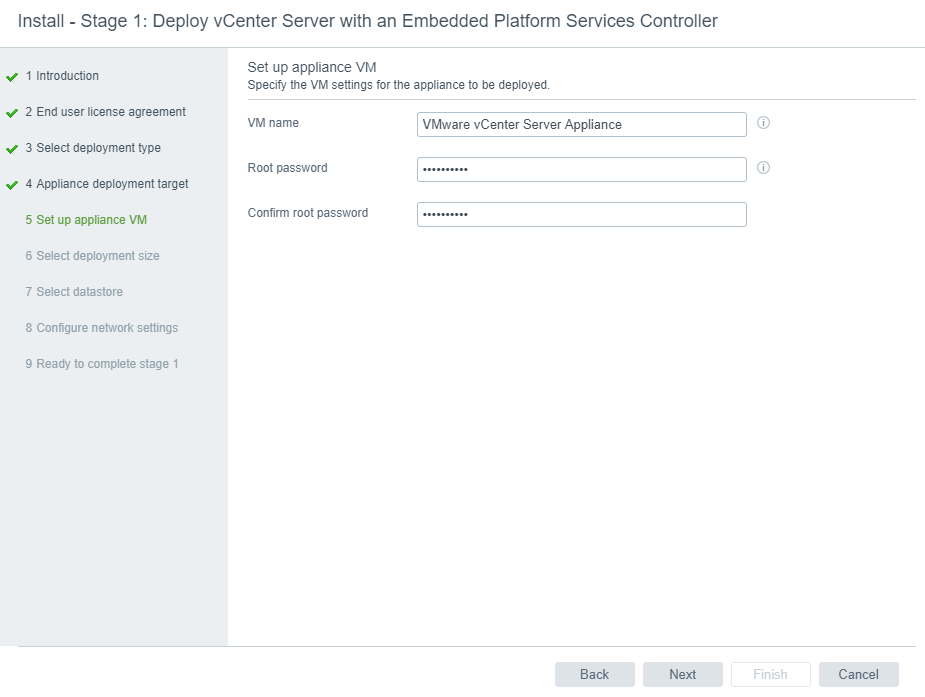 Install - Stage 1: Deploy vCenter Server with an Embedded Platform Services Controller
1 Introduction
2 End user license agreement
3 Select deployment type
4 Appliance deployment target
5 Set up appliance VM
6 Select deployment size
7 Select datastore
8 Configure network settings
9 Ready to complete stage 1
Set up appliance VM
Specify the VM settings for the appliance to be deployed.
VM name
VMware vCenter Server Appliance
Root password
••••••••••
Confirm root password
••••••••••
Back
Next
Finish
Cancel